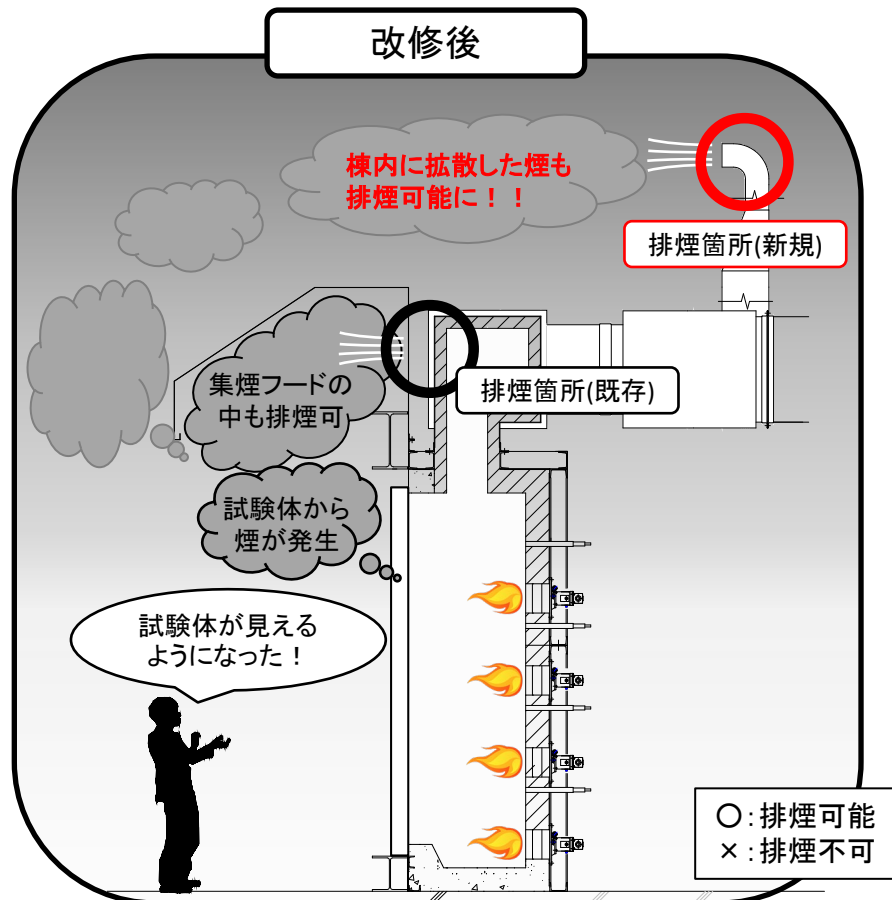 改修後
棟内に拡散した煙も
排煙可能に！！
排煙箇所(新規)
排煙箇所(既存)
集煙フードの
中も排煙可
試験体から
煙が発生
試験体が見える
ようになった！
○：排煙可能
×：排煙不可